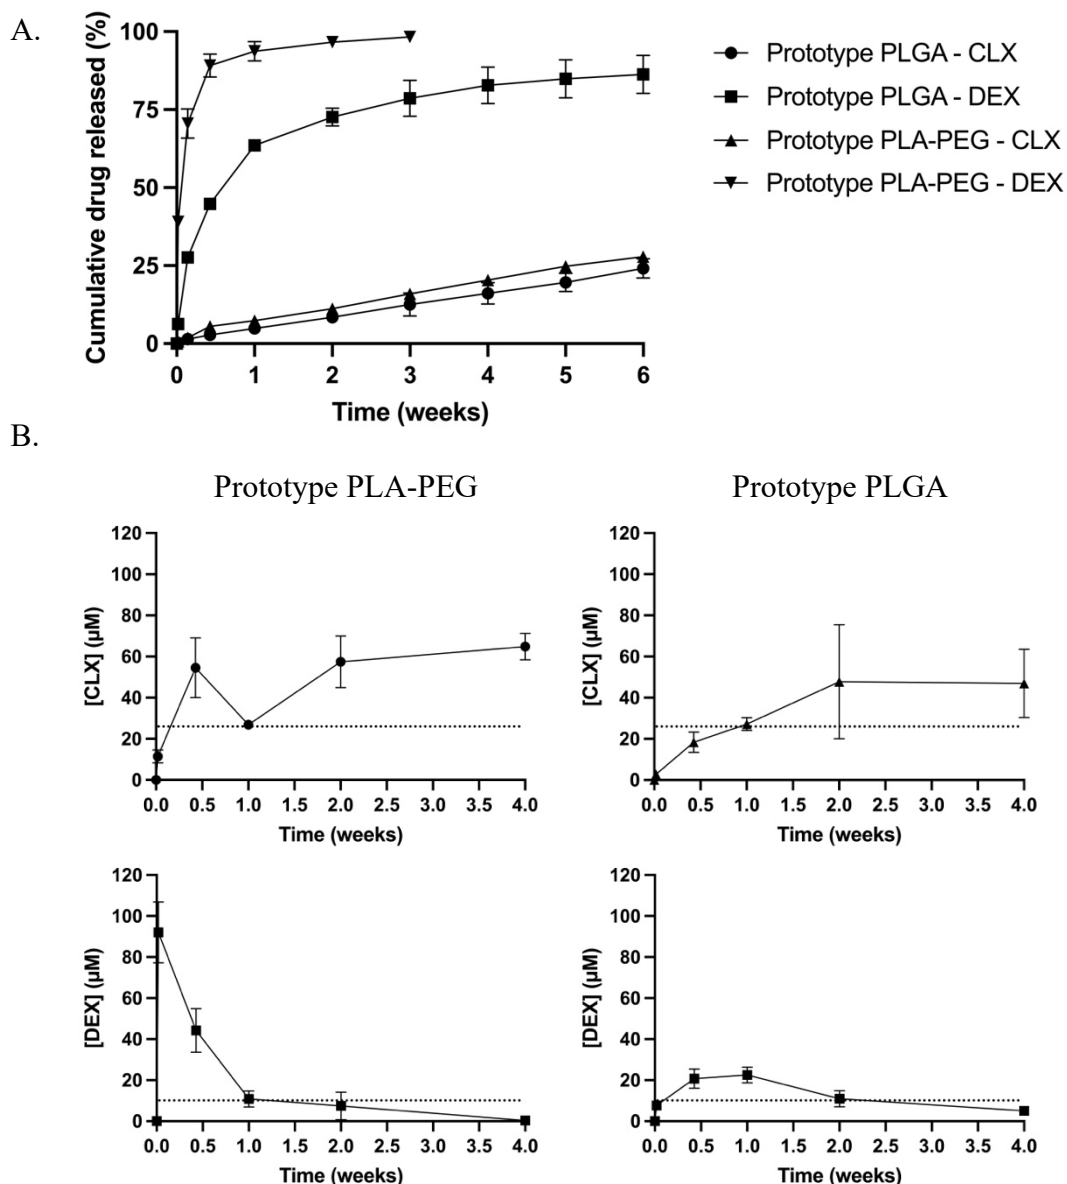 A.
Cumulative drug released (%)
100
75
50
25
0
0 1 2 3 4 5 6
Time (weeks)
Prototype PLGA - CLX
Prototype PLGA - DEX
Prototype PLA-PEG - CLX
Prototype PLA-PEG - DEX
B.
Prototype PLA-PEG
[CLX] (µM)
120
100
80
60
40
20
0
0.0 0.5 1.0 1.5 2.0 2.5 3.0 3.5 4.0
Time (weeks)
Prototype PLGA
[CLX] (µM)
120
100
80
60
40
20
0
0.0 0.5 1.0 1.5 2.0 2.5 3.0 3.5 4.0
Time (weeks)
[DEX] (µM)
120
100
80
60
40
20
0
0.0 0.5 1.0 1.5 2.0 2.5 3.0 3.5 4.0
Time (weeks)
[DEX] (µM)
120
100
80
60
40
20
0
0.0 0.5 1.0 1.5 2.0 2.5 3.0 3.5 4.0
Time (weeks)